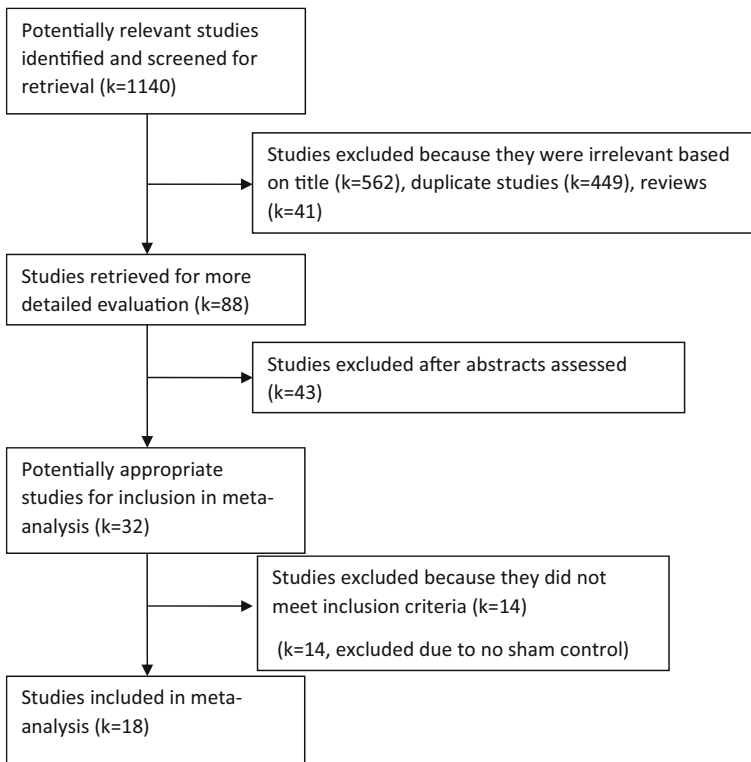 Potentially relevant studies
identified and screened for
retrieval (k=1140)
Studies excluded because they were irrelevant based
on title (k=562), duplicate studies (k=449), reviews
(k=41)
Studies retrieved for more
detailed evaluation (k=88)
Studies excluded after abstracts assessed
(k=43)
Potentially appropriate
studies for inclusion in meta-
analysis (k=32)
Studies excluded because they did not
meet inclusion criteria (k=14)
(k=14, excluded due to no sham control)
Studies included in meta-
analysis (k=18)